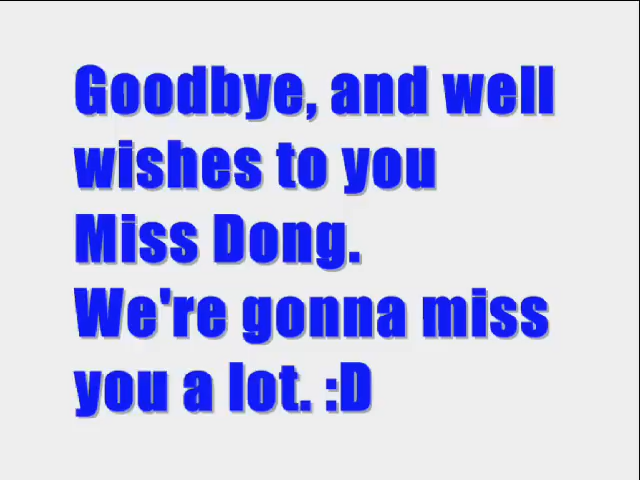 Goodbye, and well
wishes to you
Miss Dong.
We're gonna miss
you a lot. :D